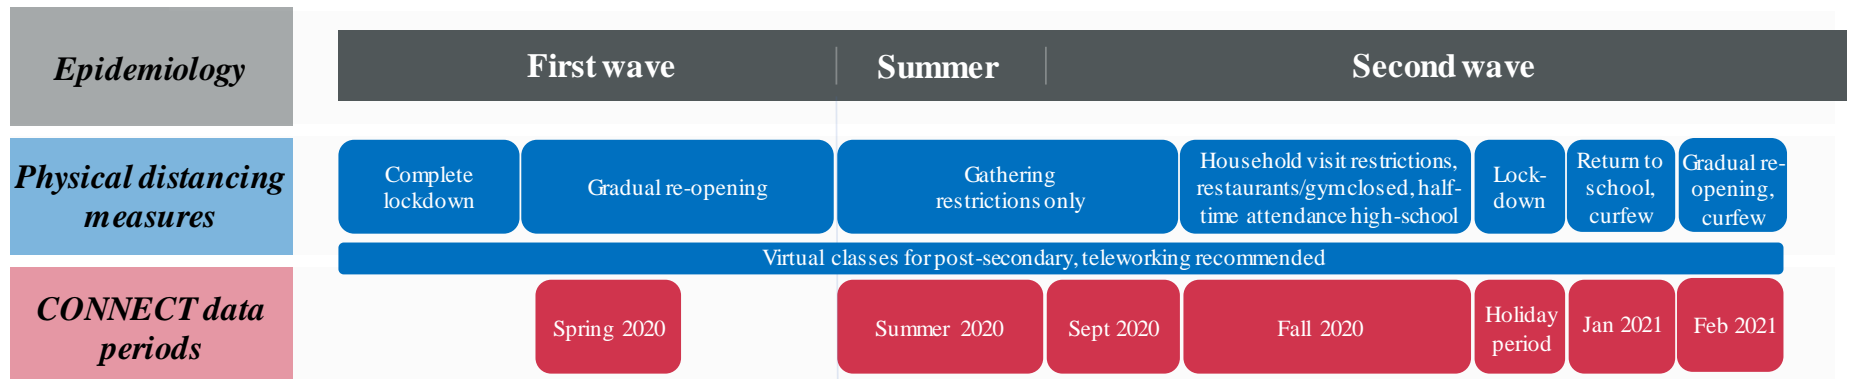 Epidemiology
First wave
Summer
Second wave
Physical distancing
measures
Complete
lockdown
Gradual re-opening
Gathering
restrictions only
Household visit restrictions,
restaurants/gym closed, half-
time attendance high-school
Lock-
down
Return to
school,
curfew
Gradual re-
opening,
curfew
Virtual classes for post-secondary, teleworking recommended
CONNECT data
periods
Spring 2020
Summer 2020
Sept 2020
Fall 2020
Holiday
period
Jan 2021
Feb 2021